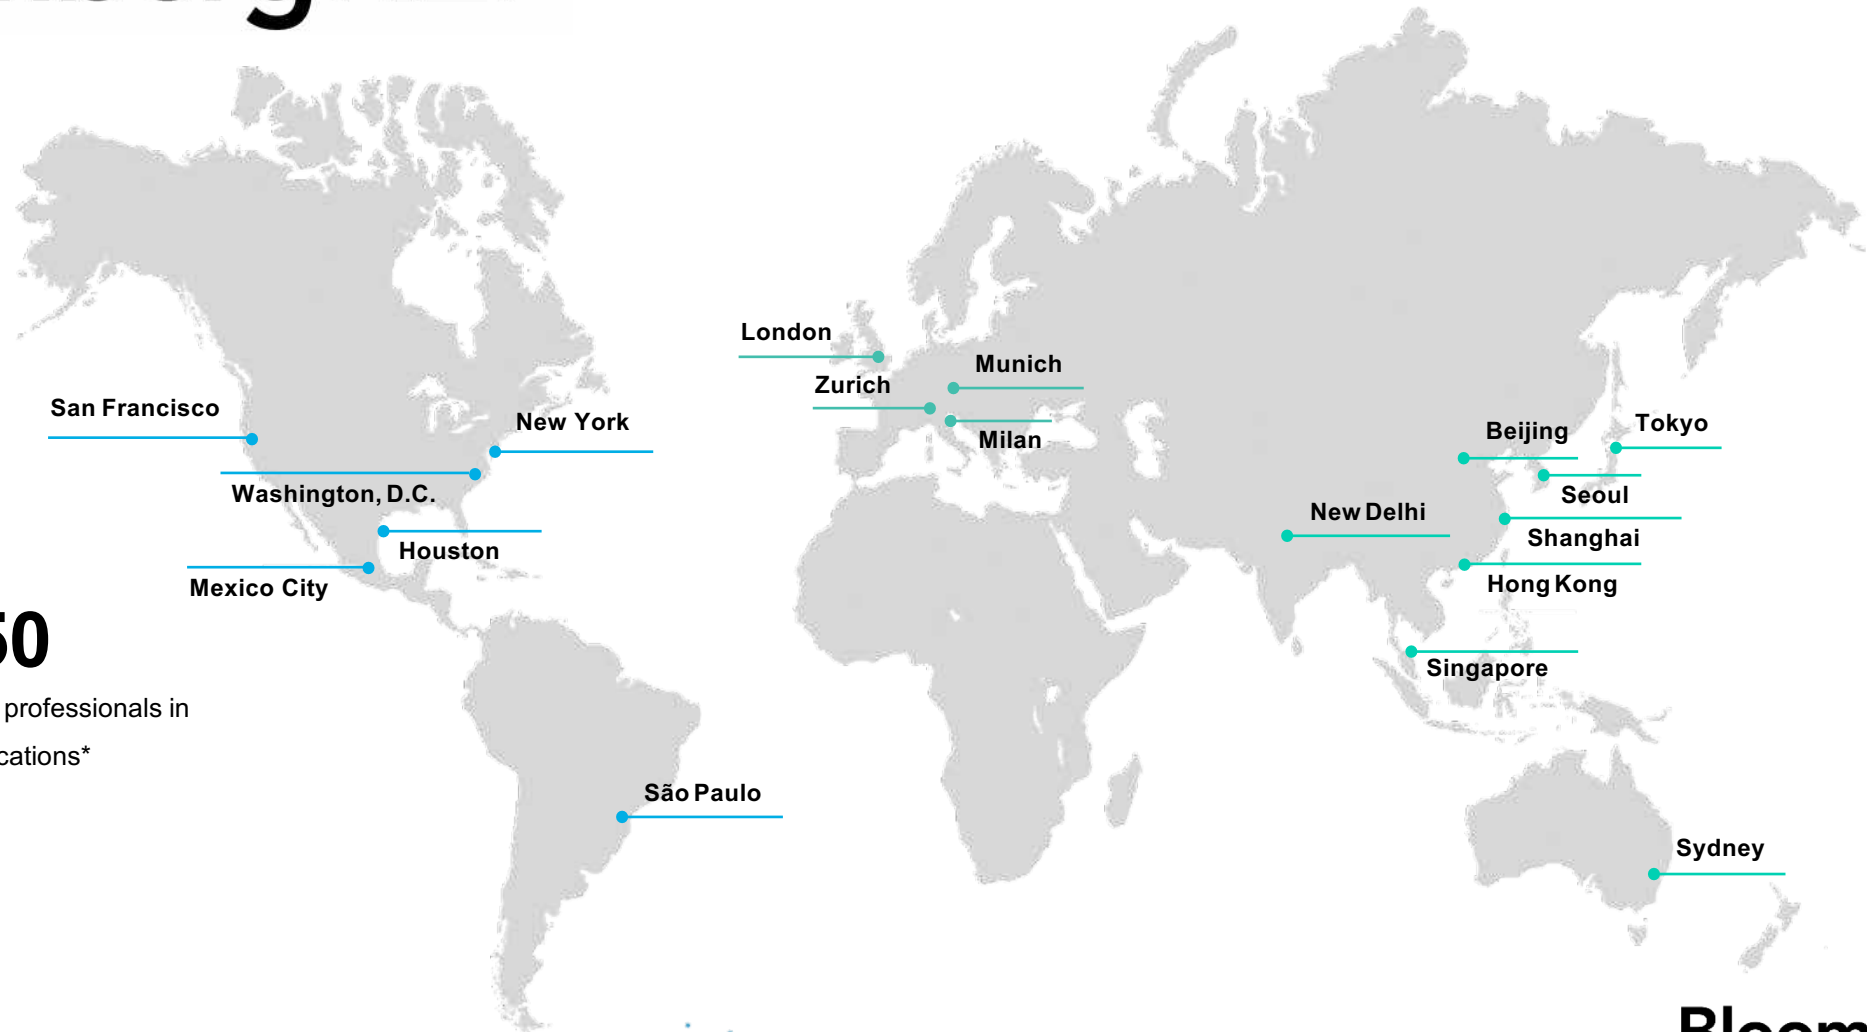 London
Munich
Zurich
San Francisco
New York
Milan
Tokyo
Beijing
Washington, D.C.
Seoul
New Delhi
Shanghai
Houston
Mexico City
Hong Kong
50
Singapore
professionals in
cations*
São Paulo
Sydney
Bloom